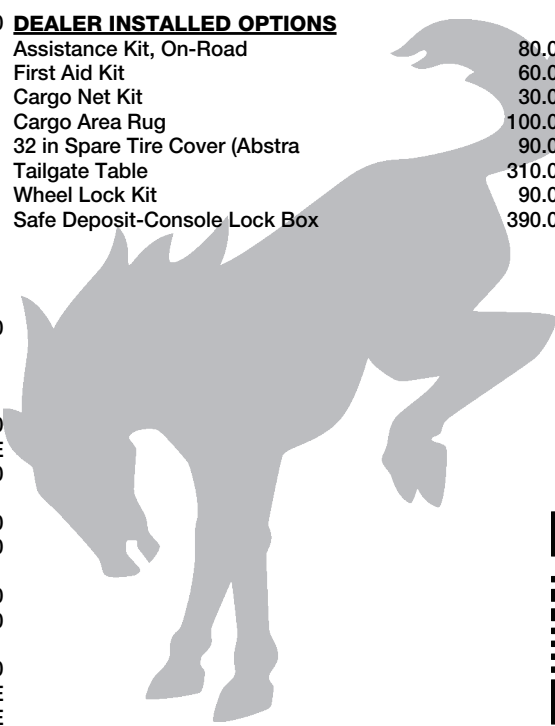 DEALER INSTALLED OPTIONS
Assistance Kit, On-Road 80.0
First Aid Kit 60.0
Cargo Net Kit 30.0
Cargo Area Rug 100.0
32 in Spare Tire Cover (Abstra 90.0
Tailgate Table 310.0
Wheel Lock Kit 90.0
Safe Deposit-Console Lock Box 390.0